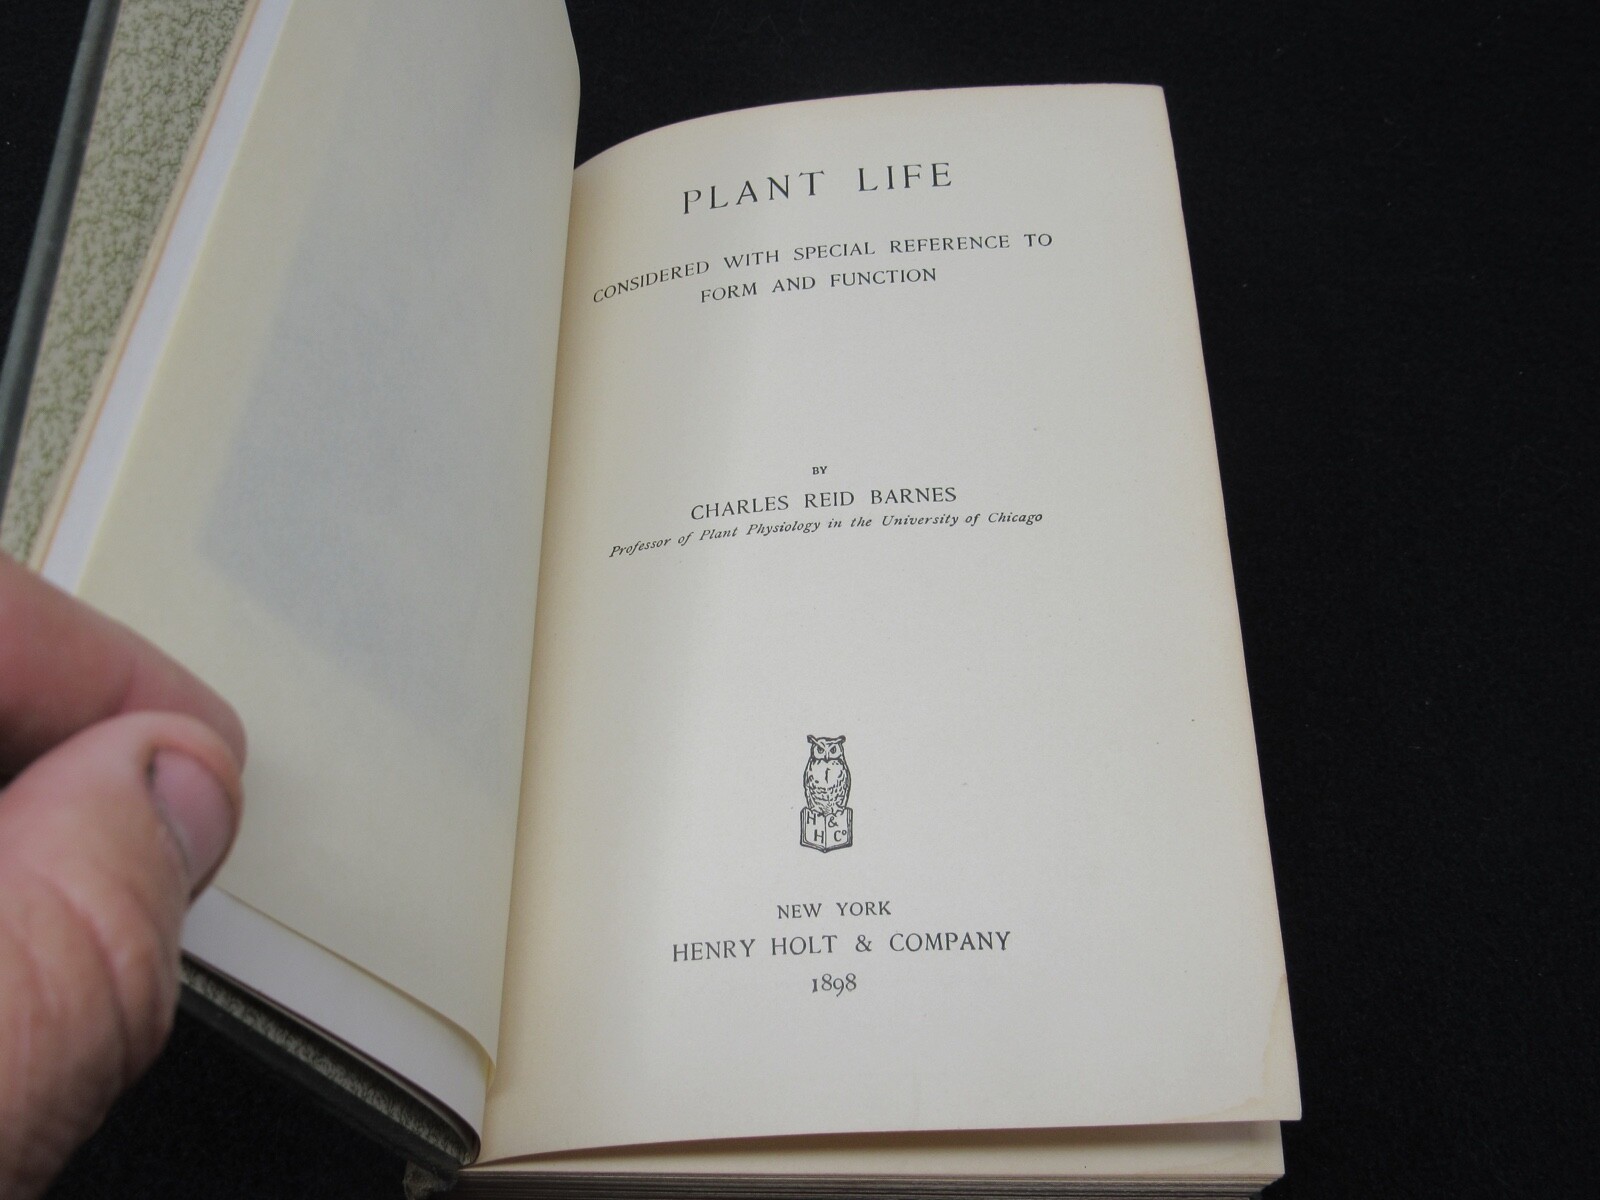 PLANT LIFE
CONSIDERED WITH SPECIAL REFERENCE TO
FORM AND FUNCTION
BY
CHARLES REID BARNES
Professor of Plant Physiology in the University of Chicago
H &
H Co
NEW YORK
HENRY HOLT & COMPANY
1898